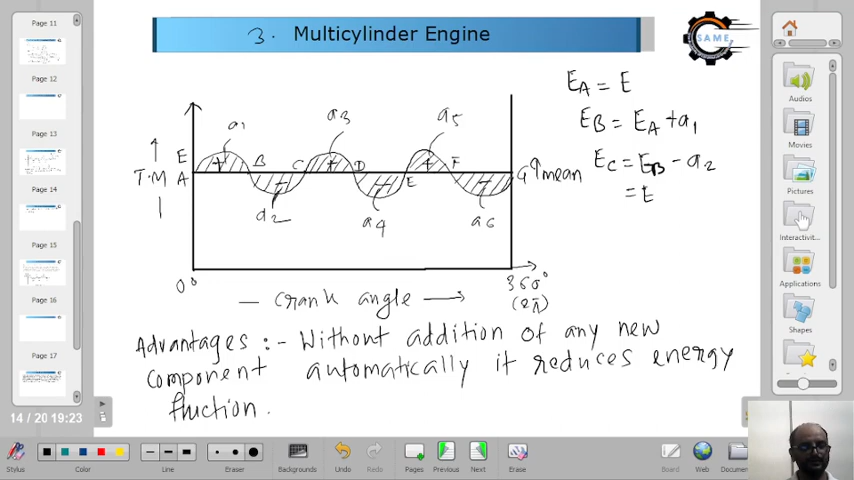 3. Multicylinder Engine
SAME
E_A = E
E_B = E_A + a_1
E_C = E_B - a_2
= E
a_1
a_3
a_5
E
T.M A
+ B C + D + F G T mean
- - E -
a_2
a_4
a_6
0°
360°
(2π)
— Crank angle →
Advantages :- Without addition of any new
component automatically it reduces energy
fluction.
Page 11
Page 12
Page 13
Page 14
Page 15
Page 16
Page 17
14 / 20 19:23
Audios
Movies
Pictures
Interactivit...
Applications
Shapes
Stylus
Color
Line
Eraser
Backgrounds
Undo
Redo
Pages
Previous
Next
Erase
Board
Web
Documen